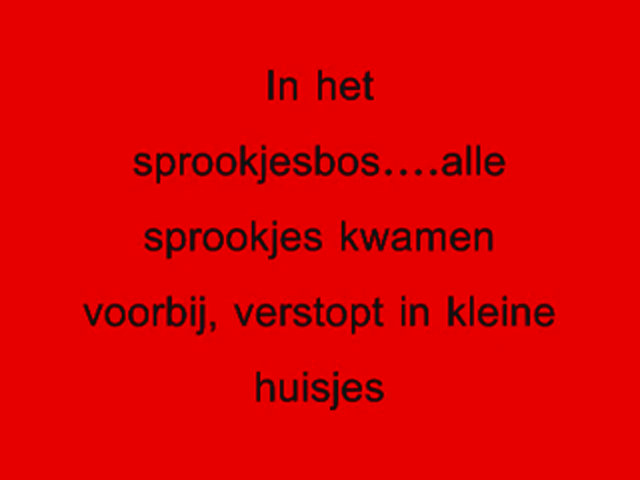 In het
sprookjesbos....alle
sprookjes kwamen
voorbij, verstopt in kleine
huisjes